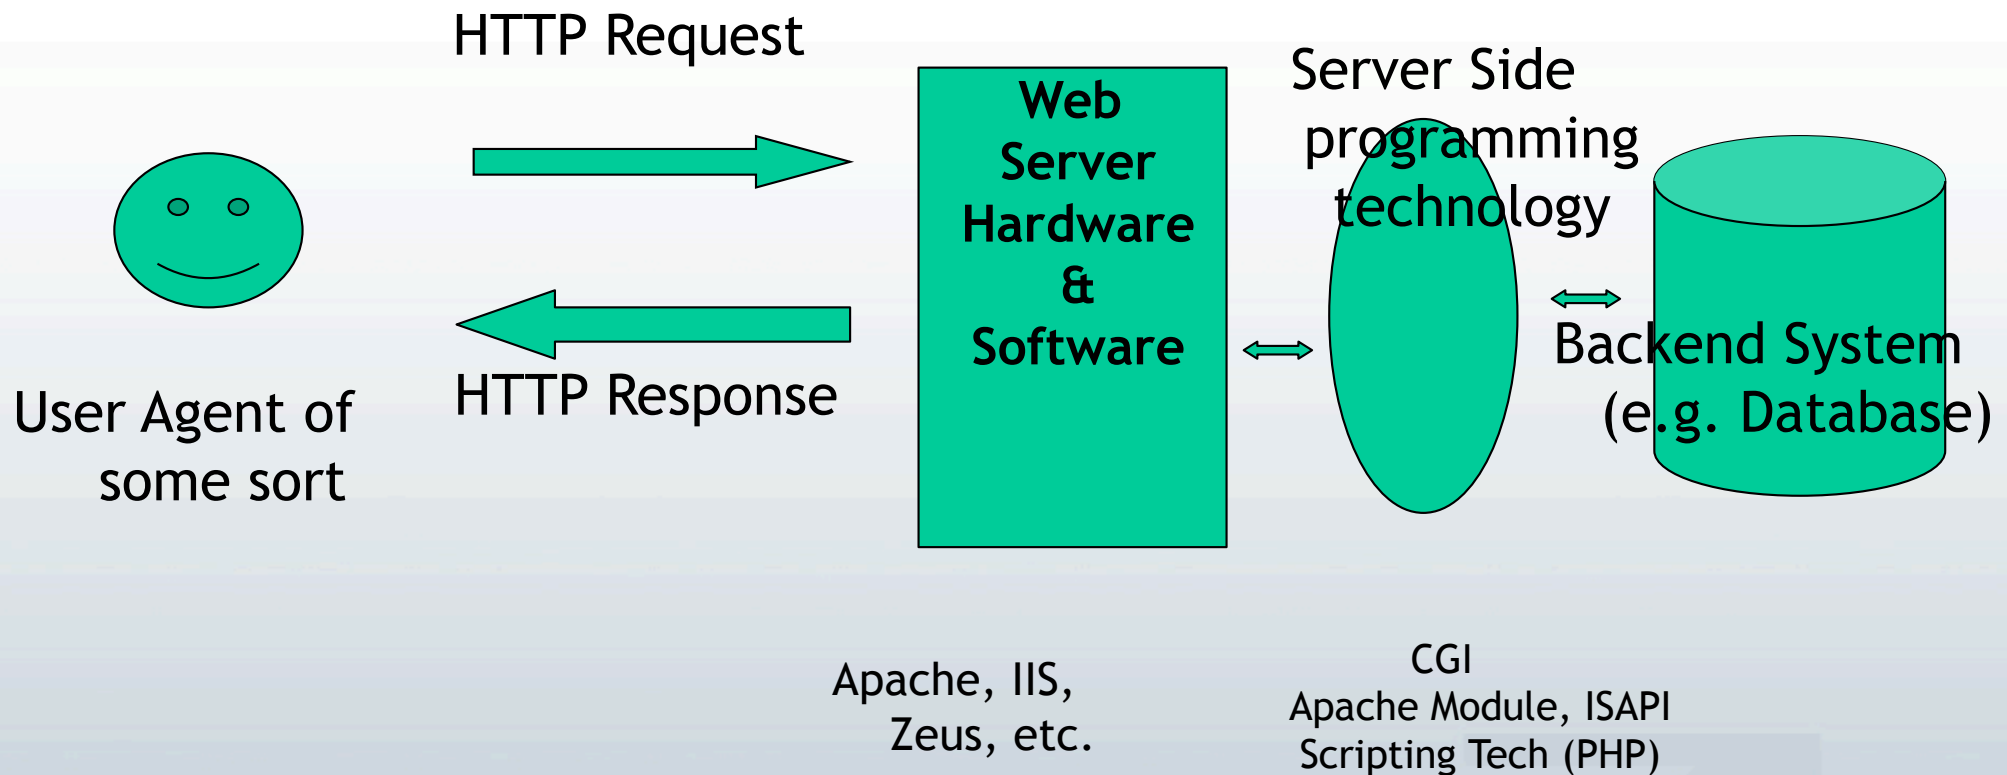 HTTP Request
Web
Server
Hardware
&
Software
Server Side
programming
technology
HTTP Response
User Agent of
some sort
Backend System
(e.g. Database)
Apache, IIS,
Zeus, etc.
CGI
Apache Module, ISAPI
Scripting Tech (PHP)